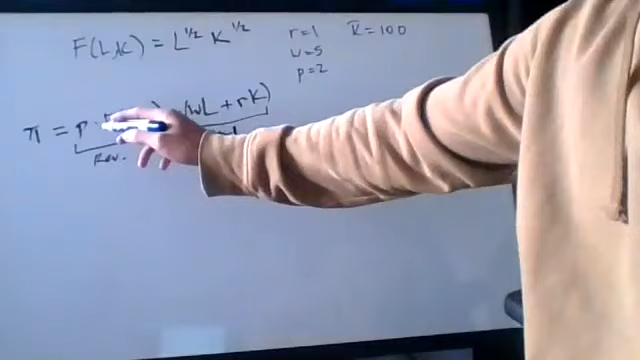 F(L,K) = L^{1/2} K^{1/2}
r=1
w=5
p=2
K̄=100
π = p · (wL + rK)
Rev.